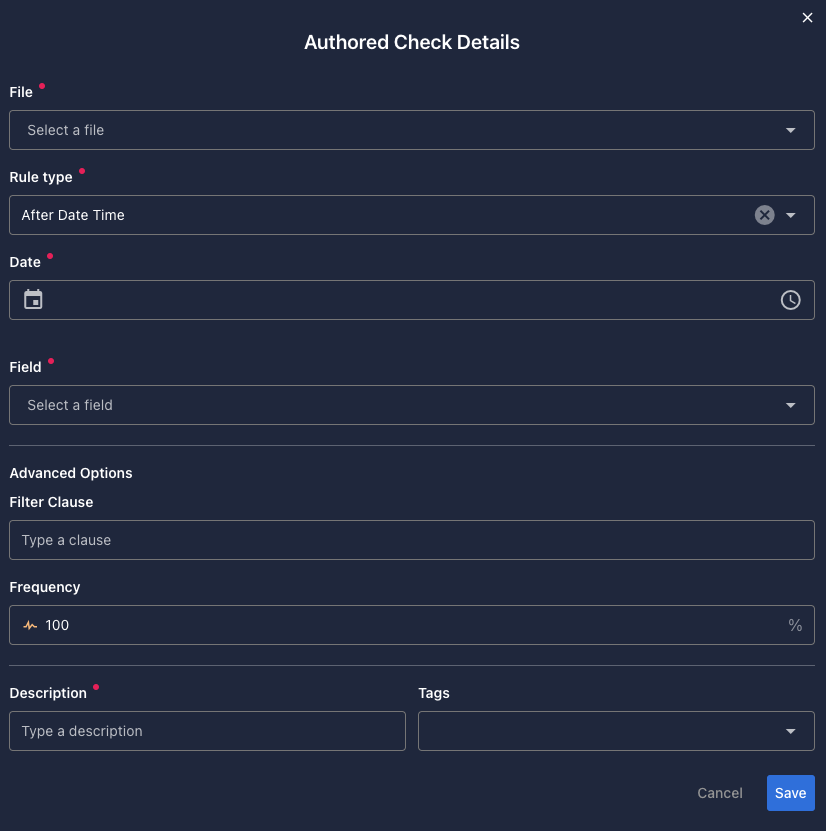 Authored Check Details
File
Select a file
Rule type
After Date Time
Date
Field
Select a field
Advanced Options
Filter Clause
Type a clause
Frequency
100 %
Description Tags
Type a description
Cancel Save